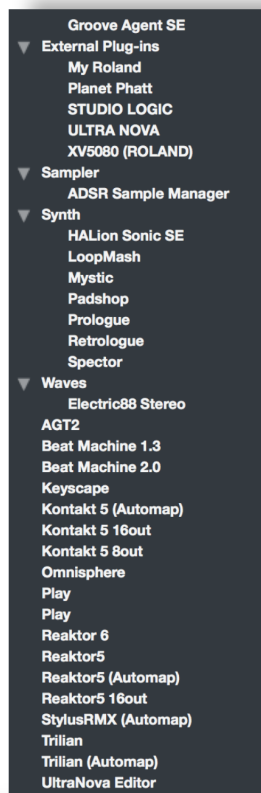 Groove Agent SE
External Plug-ins
My Roland
Planet Phatt
STUDIO LOGIC
ULTRA NOVA
XV5080 (ROLAND)
Sampler
ADSR Sample Manager
Synth
HALion Sonic SE
LoopMash
Mystic
Padshop
Prologue
Retrologue
Spector
Waves
Electric88 Stereo
AGT2
Beat Machine 1.3
Beat Machine 2.0
Keyscape
Kontakt 5 (Automap)
Kontakt 5 16out
Kontakt 5 8out
Omnisphere
Play
Play
Reaktor 6
Reaktor5
Reaktor5 (Automap)
Reaktor5 16out
StylusRMX (Automap)
Trilian
Trilian (Automap)
UltraNova Editor